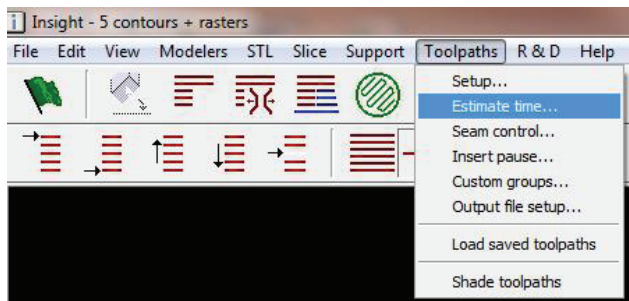 Insight - 5 contours + rasters
File Edit View Modelers STL Slice Support Toolpaths R & D Help
Setup...
Estimate time...
Seam control...
Insert pause...
Custom groups...
Output file setup...
Load saved toolpaths
Shade toolpaths